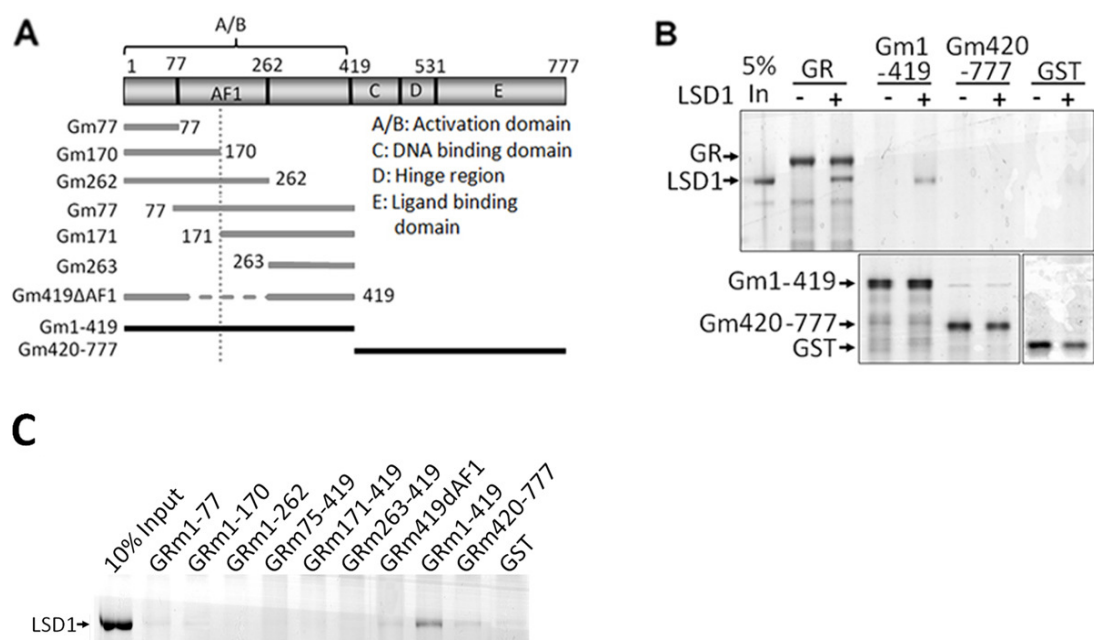 A
A/B
1 77 262 419 531 777
AF1 C D E
Gm77 77
Gm170 170
Gm262 262
Gm77 77
Gm171 171
Gm263 263
Gm419ΔAF1 419
Gm1-419
Gm420-777
A/B: Activation domain
C: DNA binding domain
D: Hinge region
E: Ligand binding
domain
B
5%
In
GR
Gm1
-419
Gm420
-777
GST
LSD1 - + - + - + - +
GR
LSD1
Gm1-419
Gm420-777
GST
C
10% Input
GRm1-77
GRm1-170
GRm1-262
GRm75-419
GRm171-419
GRm263-419
GRm419dAF1
GRm1-419
GRm420-777
GST
LSD1